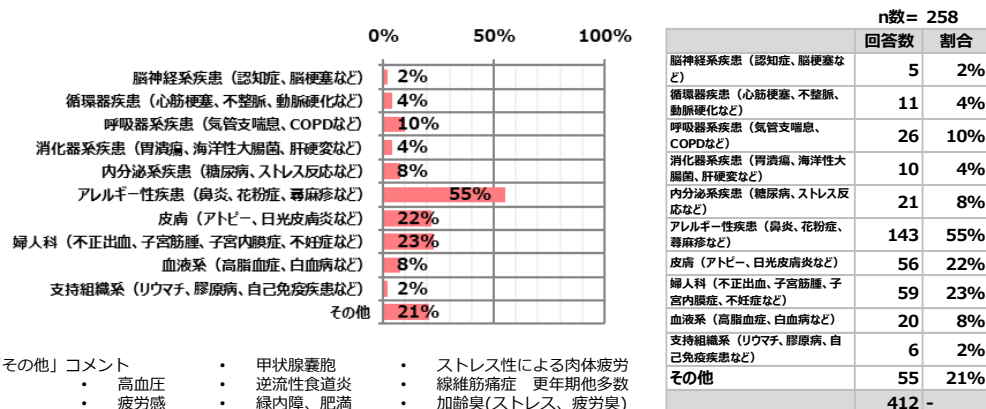 0% 50% 100%
脳神経系疾患（認知症、脳梗塞など） 2%
循環器疾患（心筋梗塞、不整脈、動脈硬化など） 4%
呼吸器系疾患（気管支喘息、COPDなど） 10%
消化器系疾患（胃潰瘍、海洋性大腸菌、肝硬変など） 4%
内分泌系疾患（糖尿病、ストレス反応など） 8%
アレルギー性疾患（鼻炎、花粉症、蕁麻疹など） 55%
皮膚（アトピー、日光皮膚炎など） 22%
婦人科（不正出血、子宮筋腫、子宮内膜症、不妊症など） 23%
血液系（高脂血症、白血病など） 8%
支持組織系（リウマチ、膠原病、自己免疫疾患など） 2%
その他 21%
その他」コメント
• 高血圧
• 疲労感
• 甲状腺嚢胞
• 逆流性食道炎
• 緑内障、肥満
• ストレス性による肉体疲労
• 線維筋痛症　更年期他多数
• 加齢臭(ストレス、疲労臭)
n数= 258
回答数 割合
脳神経系疾患（認知症、脳梗塞な
ど） 5 2%
循環器疾患（心筋梗塞、不整脈、
動脈硬化など） 11 4%
呼吸器系疾患（気管支喘息、
COPDなど） 26 10%
消化器系疾患（胃潰瘍、海洋性大
腸菌、肝硬変など） 10 4%
内分泌系疾患（糖尿病、ストレス反
応など） 21 8%
アレルギー性疾患（鼻炎、花粉症、
蕁麻疹など） 143 55%
皮膚（アトピー、日光皮膚炎など） 56 22%
婦人科（不正出血、子宮筋腫、子
宮内膜症、不妊症など） 59 23%
血液系（高脂血症、白血病など） 20 8%
支持組織系（リウマチ、膠原病、自
己免疫疾患など） 6 2%
その他 55 21%
412 -